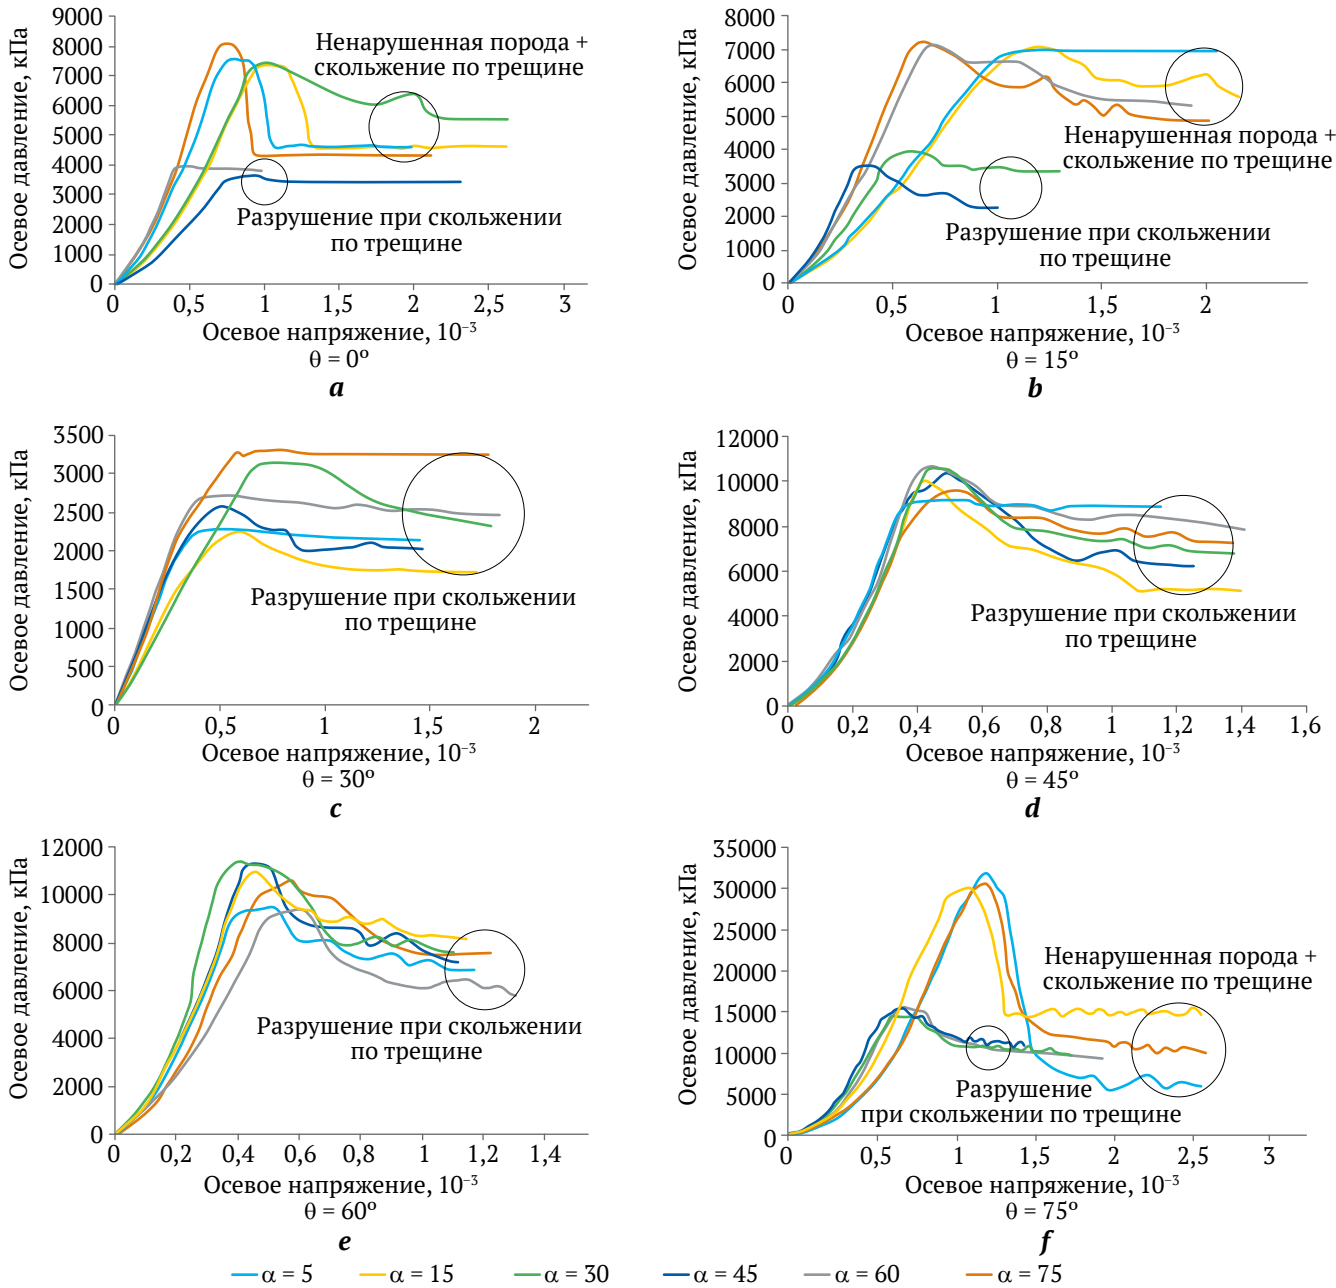 9000
8000
7000
6000
5000
4000
3000
2000
1000
0
Осевое давление, кПа
Ненарушенная порода +
скольжение по трещине
Разрушение при скольжении
по трещине
0 0,5 1 1,5 2 2,5 3
Осевое напряжение, 10⁻³
θ = 0º
a
8000
7000
6000
5000
4000
3000
2000
1000
0
Осевое давление, кПа
Ненарушенная порода +
скольжение по трещине
Разрушение при скольжении
по трещине
0 0,5 1 1,5 2
Осевое напряжение, 10⁻³
θ = 15º
b
3500
3000
2500
2000
1500
1000
500
0
Осевое давление, кПа
Разрушение при скольжении
по трещине
0 0,5 1 1,5 2
Осевое напряжение, 10⁻³
θ = 30º
c
12000
10000
8000
6000
4000
2000
0
Осевое давление, кПа
Разрушение при скольжении
по трещине
0 0,2 0,4 0,6 0,8 1 1,2 1,4 1,6
Осевое напряжение, 10⁻³
θ = 45º
d
12000
10000
8000
6000
4000
2000
0
Осевое давление, кПа
Разрушение при скольжении
по трещине
0 0,2 0,4 0,6 0,8 1 1,2 1,4
Осевое напряжение, 10⁻³
θ = 60º
e
35000
30000
25000
20000
15000
10000
5000
0
Осевое давление, кПа
Ненарушенная порода +
скольжение по трещине
Разрушение
при скольжении по трещине
0 0,5 1 1,5 2 2,5 3
Осевое напряжение, 10⁻³
θ = 75º
f
α = 5 α = 15 α = 30 α = 45 α = 60 α = 75